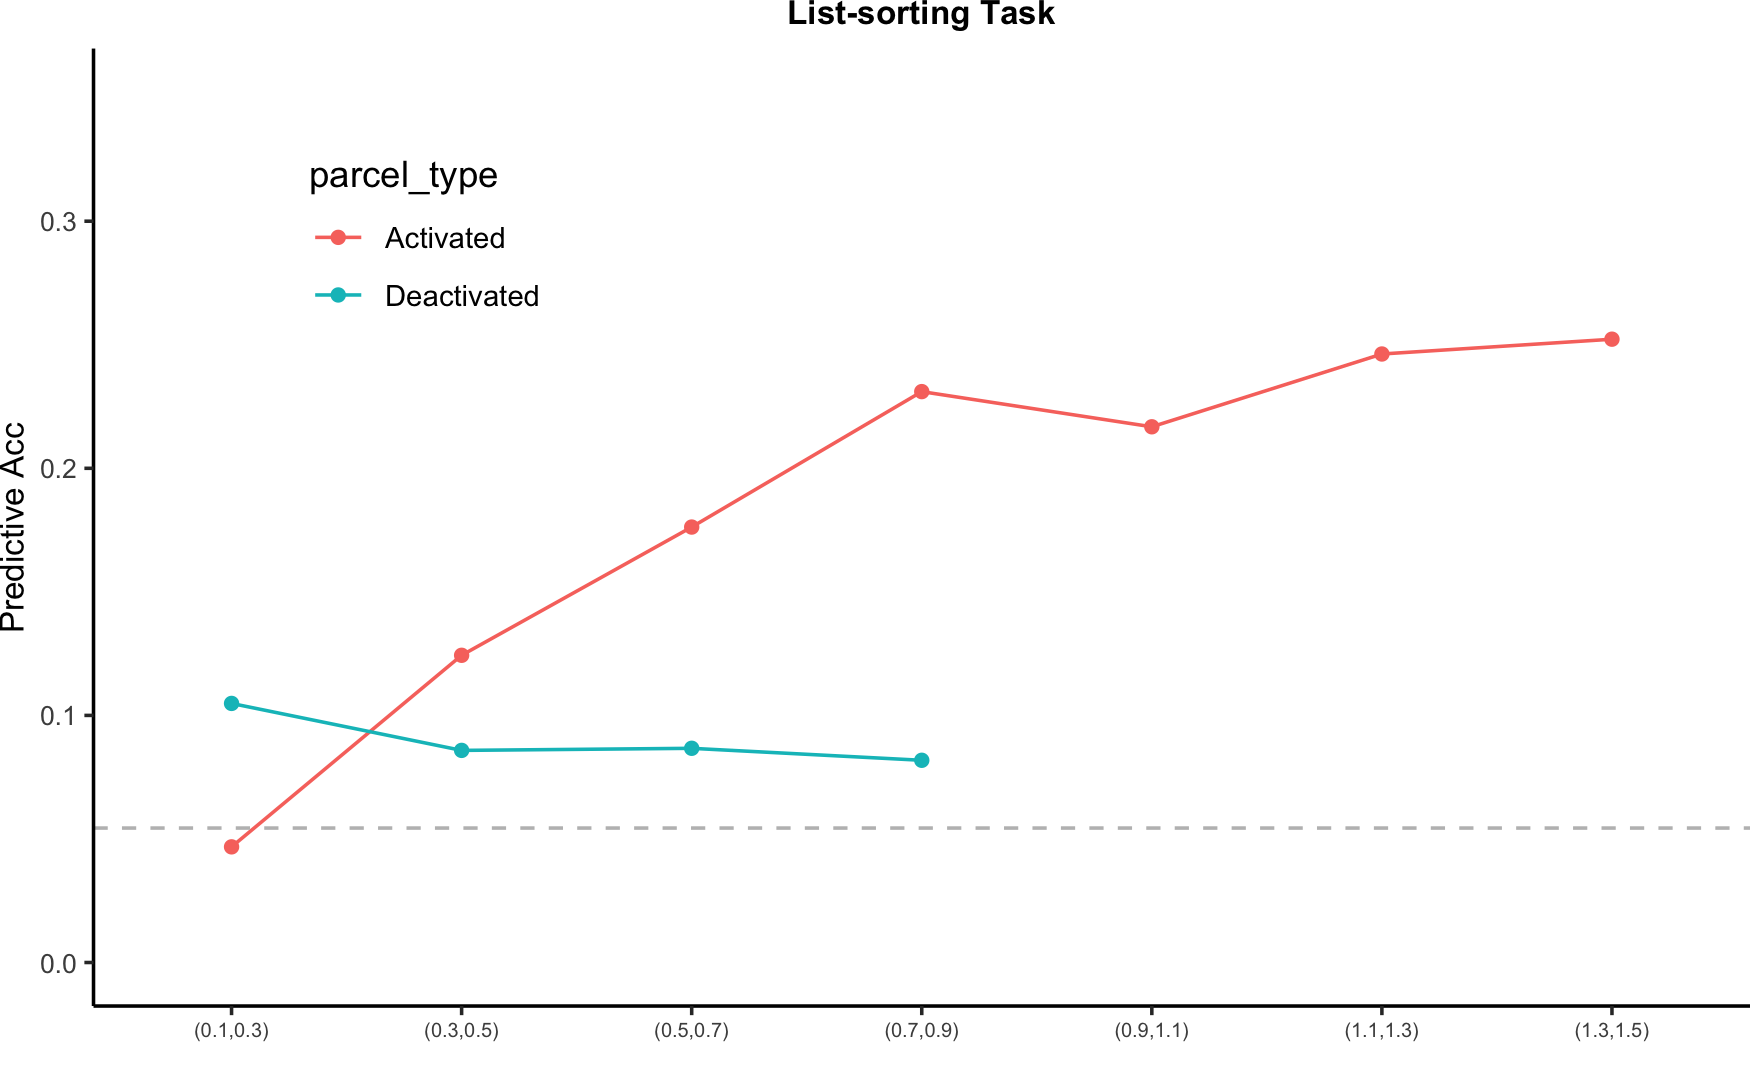 List-sorting Task
parcel_type
Activated
Deactivated
Predictive Acc
0.3
0.2
0.1
0.0
(0.1,0.3)
(0.3,0.5)
(0.5,0.7)
(0.7,0.9)
(0.9,1.1)
(1.1,1.3)
(1.3,1.5)